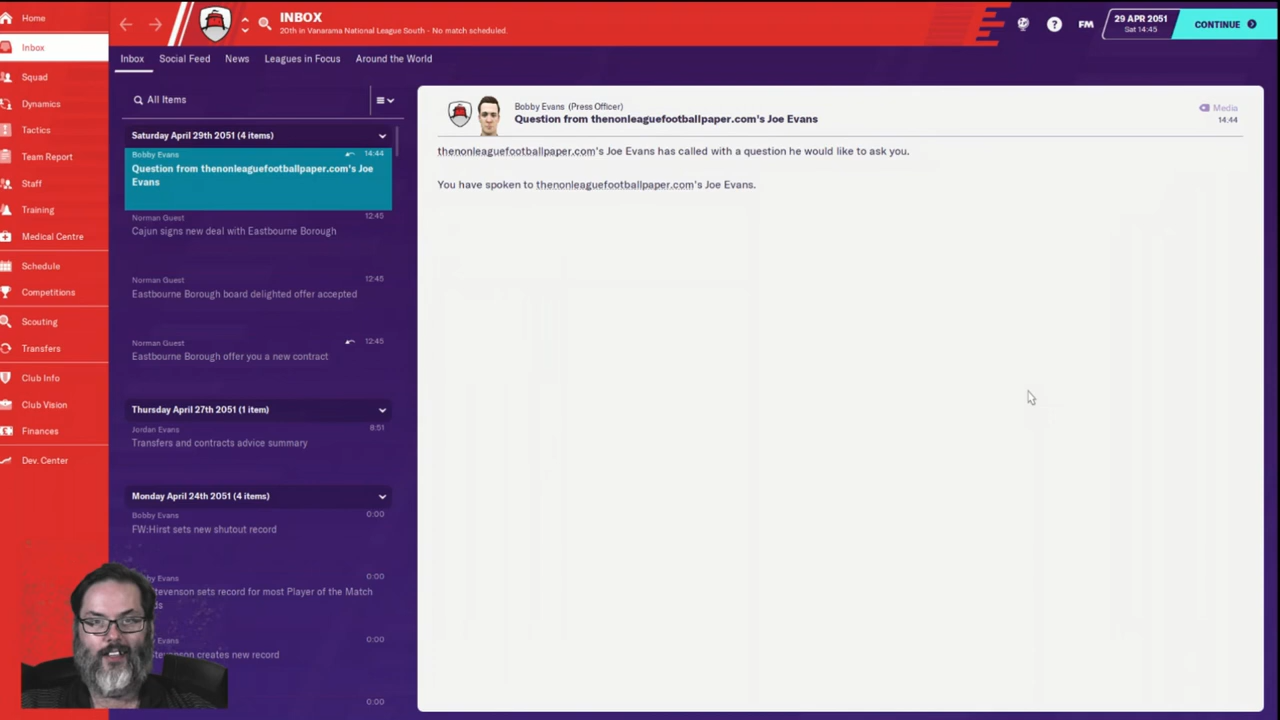 Home
Inbox
Squad
Dynamics
Tactics
Team Report
Staff
Training
Medical Centre
Schedule
Competitions
Scouting
Transfers
Club Info
Club Vision
Finances
Dev. Center
INBOX
20th in Vanarama National League South - No match scheduled.
?
FM
29 APR 2051
Sat 14:45
CONTINUE
Inbox
Social Feed
News
Leagues in Focus
Around the World
All Items
Saturday April 29th 2051 (4 items)
Bobby Evans
14:44
Question from thenonleaguefootballpaper.com's Joe
Evans
Norman Guest
12:45
Cajun signs new deal with Eastbourne Borough
Norman Guest
12:45
Eastbourne Borough board delighted offer accepted
Norman Guest
12:45
Eastbourne Borough offer you a new contract
Thursday April 27th 2051 (1 item)
Jordan Evans
8:51
Transfers and contracts advice summary
Monday April 24th 2051 (4 items)
Bobby Evans
0:00
FW:Hirst sets new shutout record
Evans
0:00
Stevenson sets record for most Player of the Match
Evans
0:00
Stevenson creates new record
0:00
Bobby Evans (Press Officer)
Question from thenonleaguefootballpaper.com's Joe Evans
Media
14:44
thenonleaguefootballpaper.com's Joe Evans has called with a question he would like to ask you.
You have spoken to thenonleaguefootballpaper.com's Joe Evans.